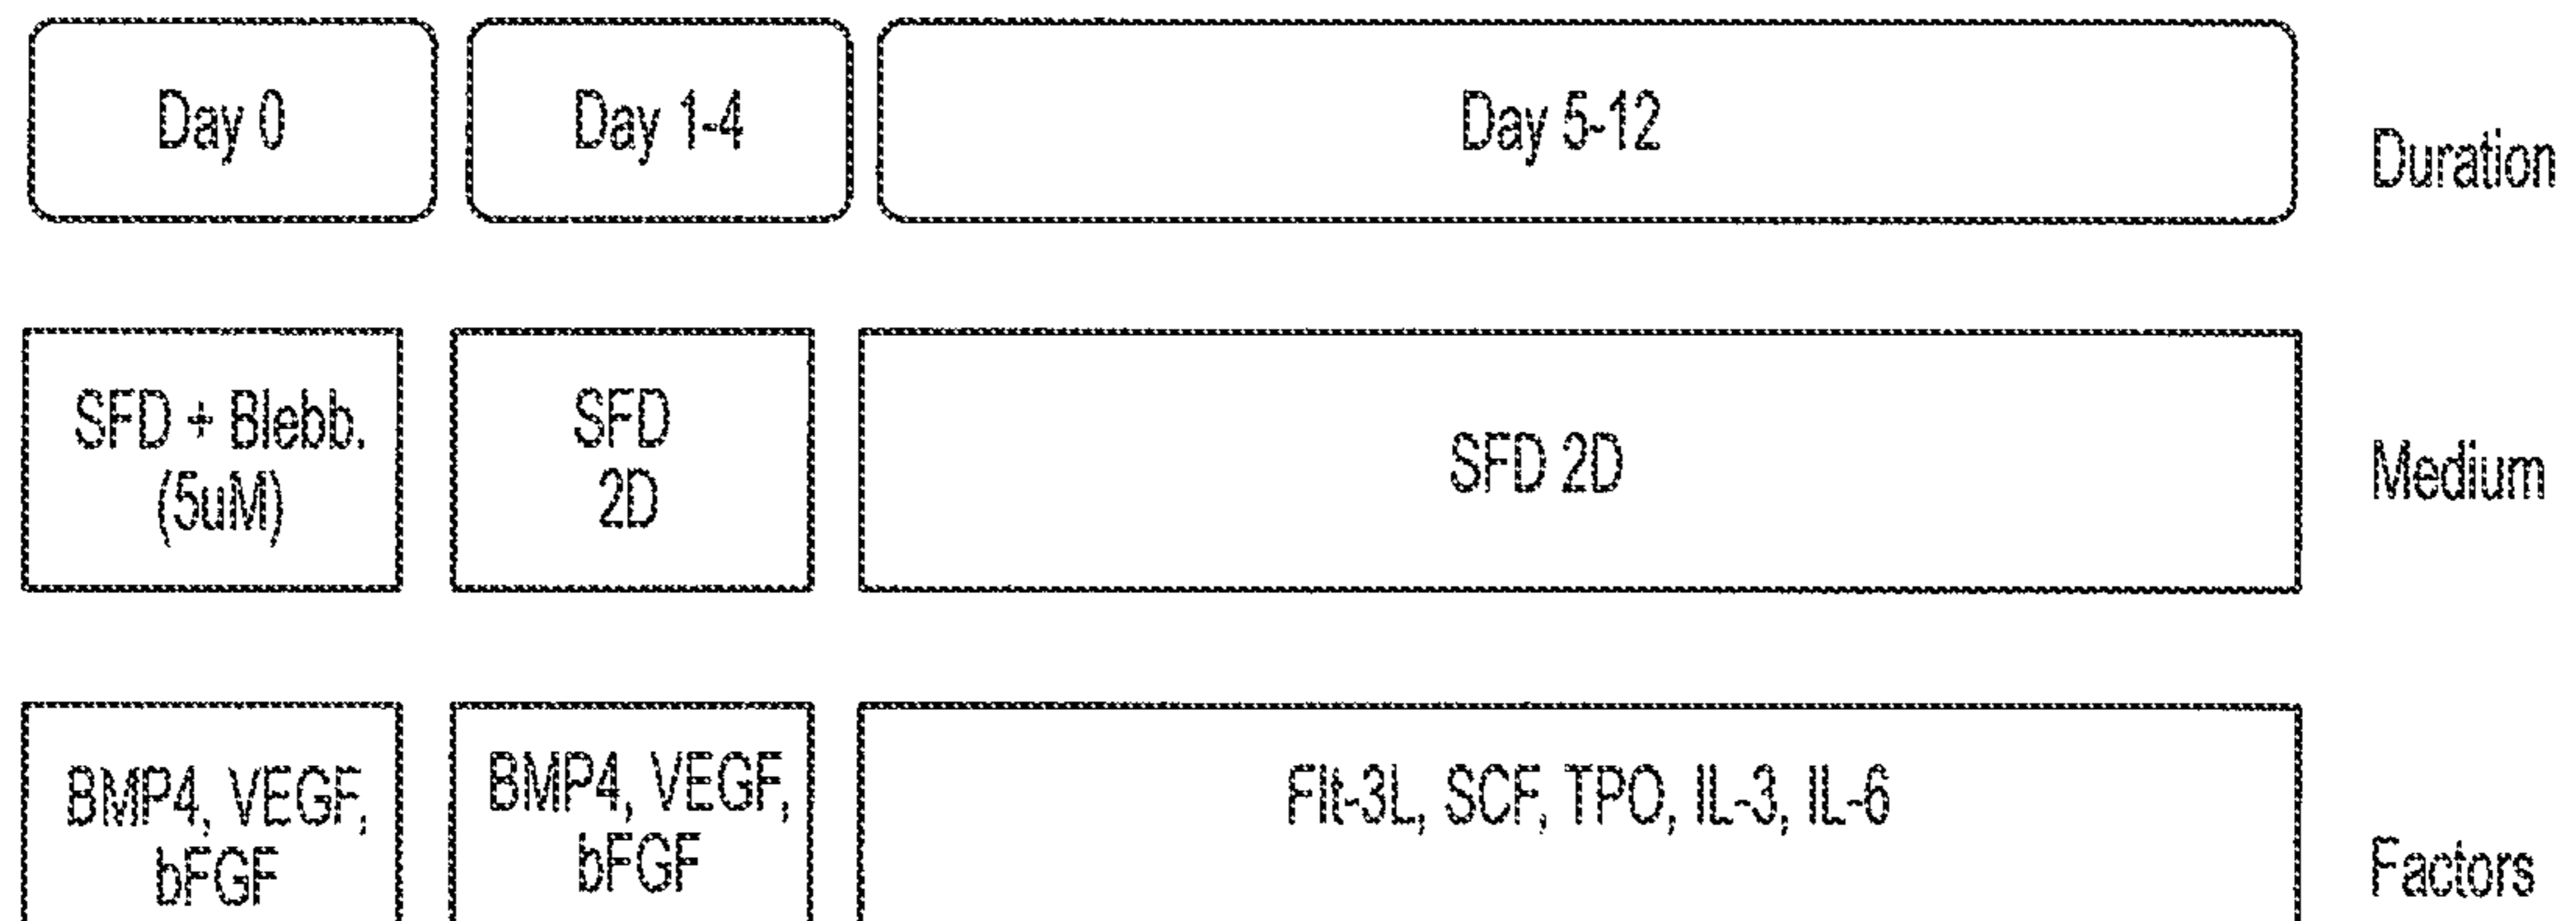 Day 0
Day 1-4
Day 5-12
Duration
SFD + Blebb.
(5uM)
SFD
2D
SFD 2D
Medium
BMP4, VEGF,
bFGF
BMP4, VEGF,
bFGF
Flt-3L, SCF, TPO, IL-3, IL-6
Factors